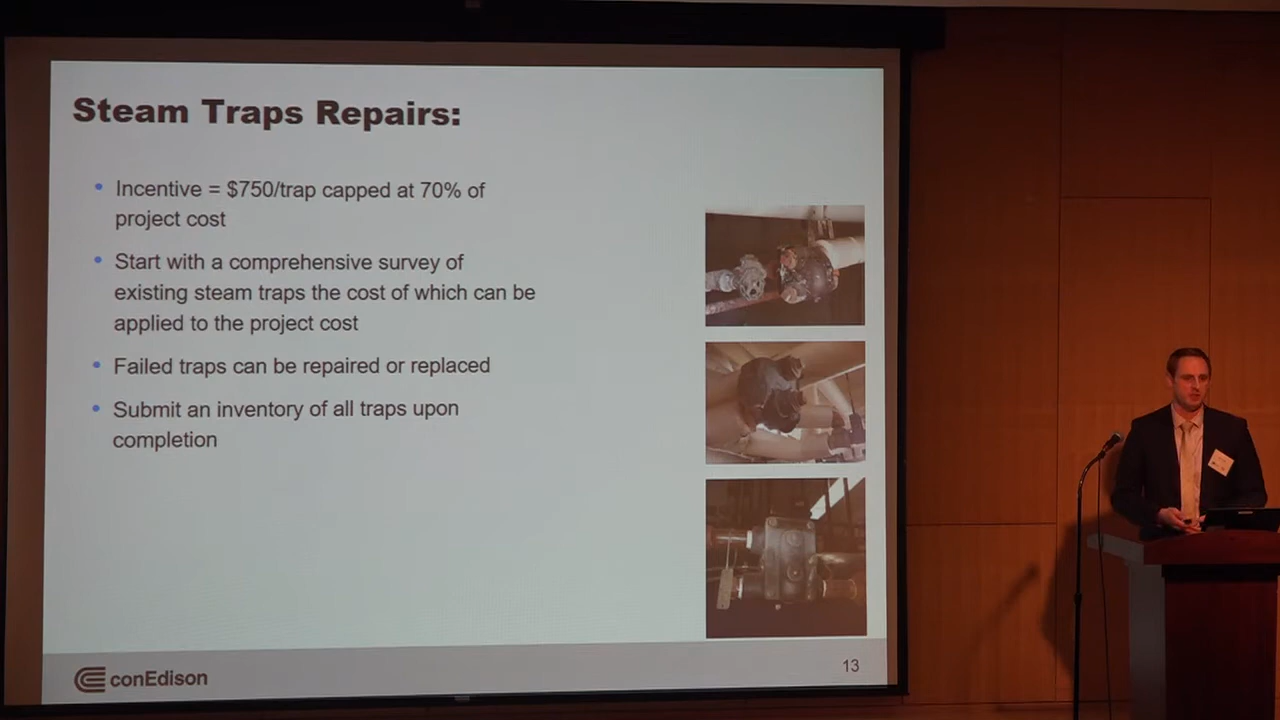 Steam Traps Repairs:
• Incentive = $750/trap capped at 70% of
project cost
• Start with a comprehensive survey of
existing steam traps the cost of which can be
applied to the project cost
• Failed traps can be repaired or replaced
• Submit an inventory of all traps upon
completion
conEdison
13